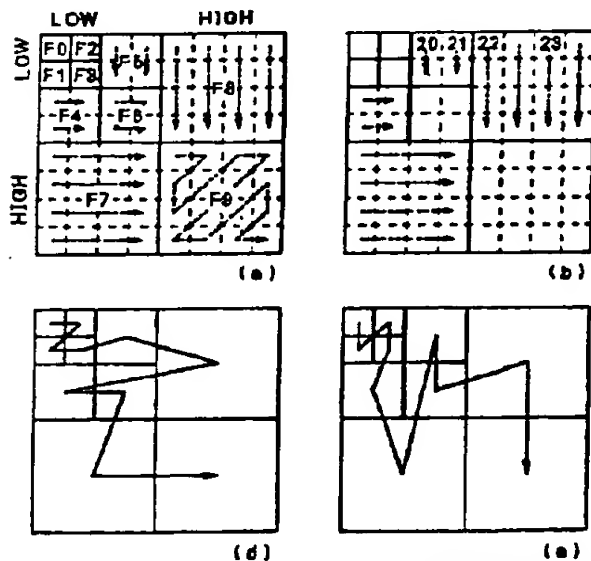 LOW HIGH
LOW
F0 F2 F5 F8
F1 F3
F4 F6
HIGH
F7 F9
(a)
20 21 22 23
(b)
(d)
(e)